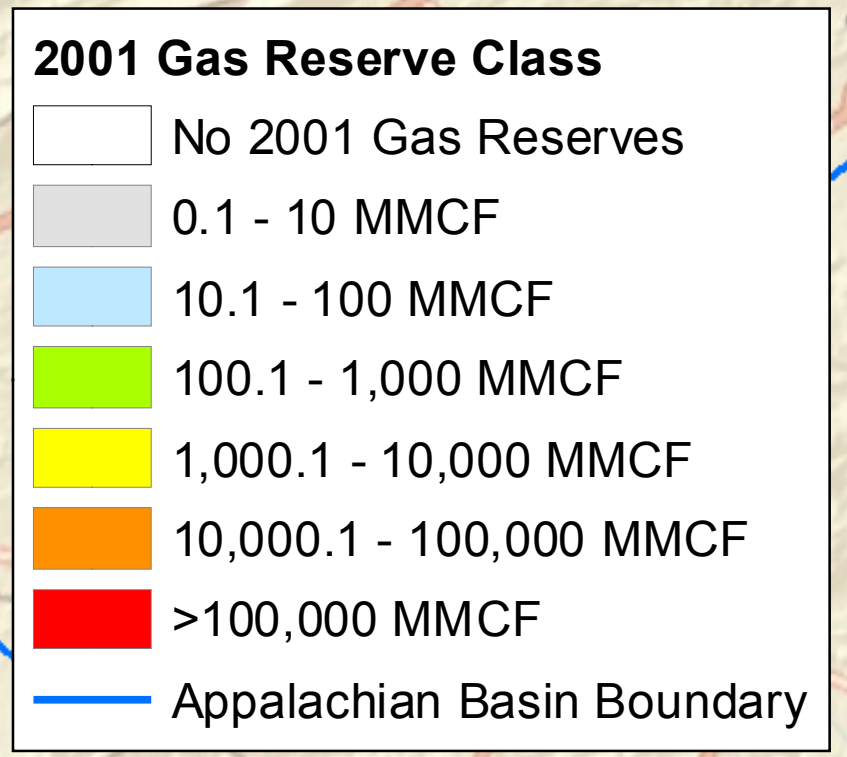 2001 Gas Reserve Class
No 2001 Gas Reserves
0.1 - 10 MMCF
10.1 - 100 MMCF
100.1 - 1,000 MMCF
1,000.1 - 10,000 MMCF
10,000.1 - 100,000 MMCF
>100,000 MMCF
Appalachian Basin Boundary